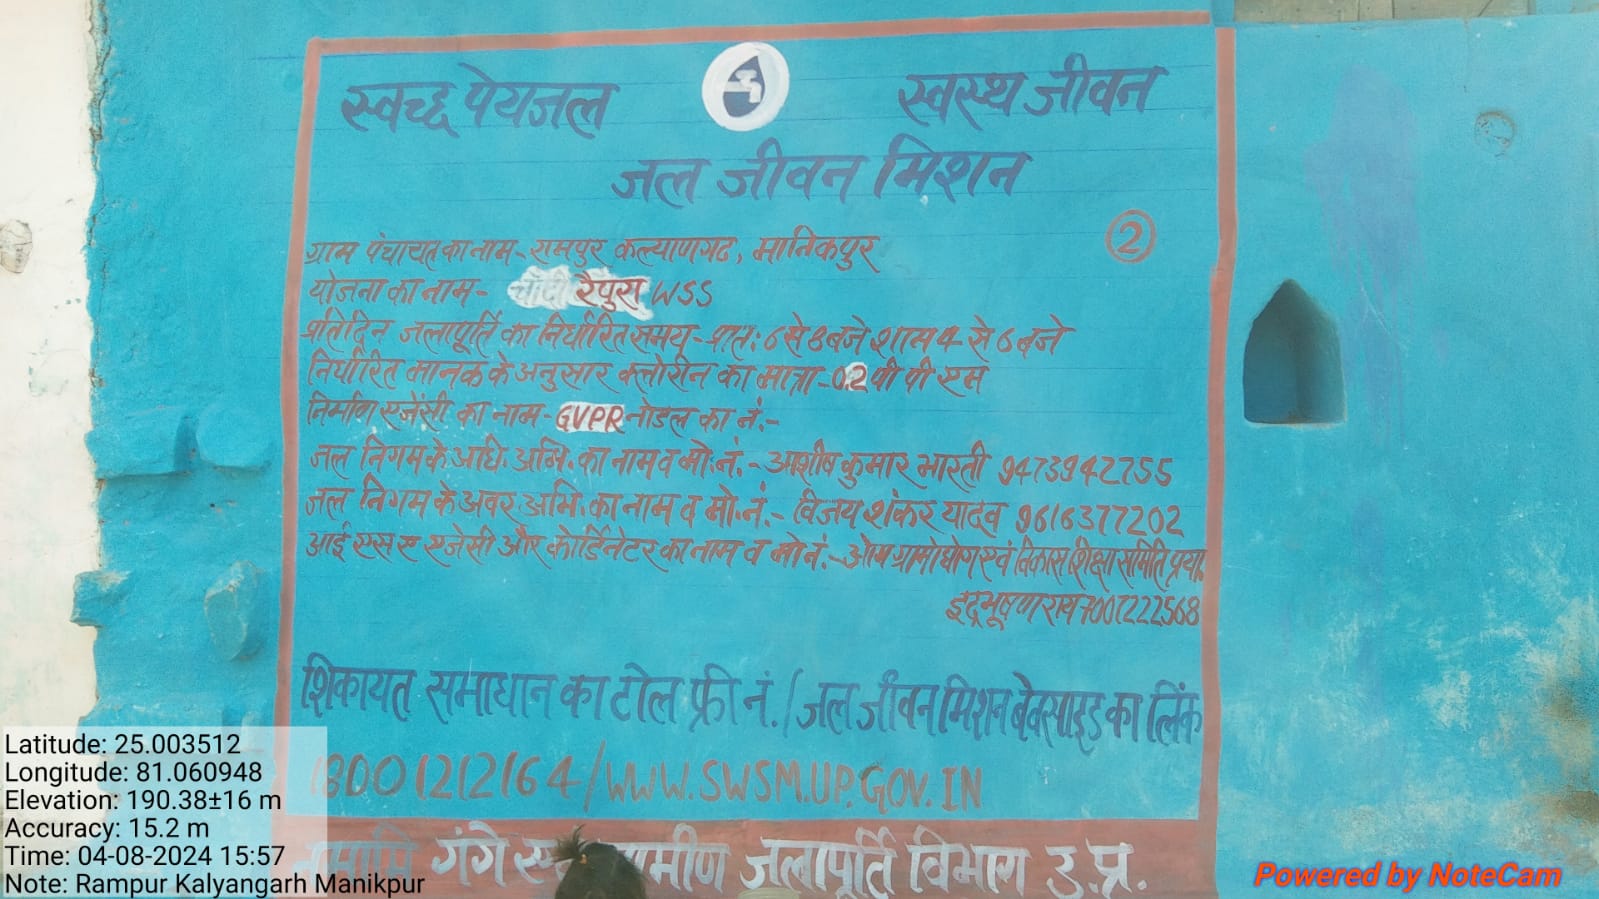 स्वच्छ पेयजल स्वस्थ जीवन
जल जीवन मिशन
2
ग्राम पंचायत का नाम- रामपुर कल्याणगढ, मानिकपुर
योजना का नाम- रैपुरा WSS
प्रतिदिन जलापूर्ति का निर्धारित समय- प्रात: 6 से 8 बजे शाम 4 से 6 बजे
निर्धारित मानक के अनुसार क्लोरीन का मात्रा- 0.2 पी पी एम
निर्माण एजेंसी का नाम- GVPR नोडल का नं.-
जल निगम के अधि. अभि. का नाम व मो. नं.- आशीष कुमार भारती 9473942755
जल निगम के अवर अभि. का नाम व मो. नं.- विजय शंकर यादव 9616377202
आई एस ए एजेसी और कोर्डिनेटर का नाम व मो नं.- ग्रामोद्योग एवं विकास शिक्षा समिति प्रया.
इंद्रभूषण राय 7007222568
शिकायत समाधान का टोल फ्री नं./जल जीवन मिशन वेबसाइड का लिंक
18001212164/WWW.SWSM.UP.GOV.IN
नमामि गंगे जलापूर्ति विभाग उ.प्र.
Latitude: 25.003512
Longitude: 81.060948
Elevation: 190.38±16 m
Accuracy: 15.2 m
Time: 04-08-2024 15:57
Note: Rampur Kalyangarh Manikpur
Powered by NoteCam